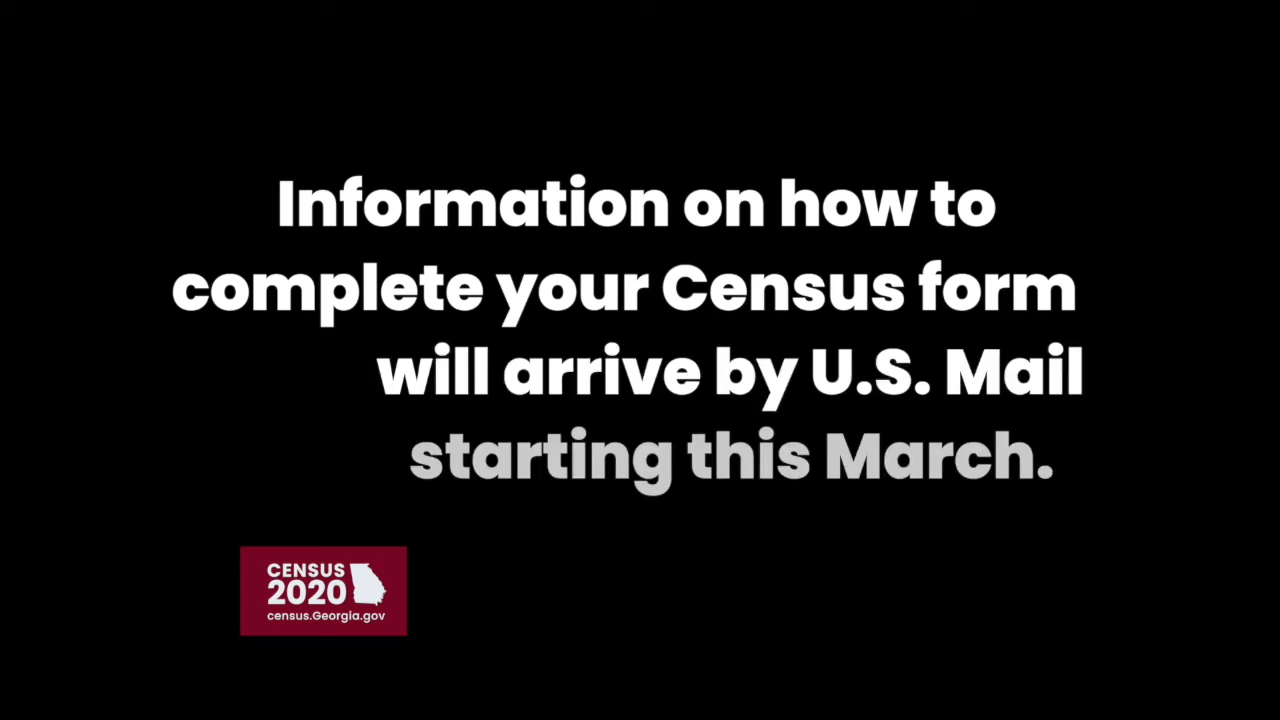 Information on how to
complete your Census form
will arrive by U.S. Mail
starting this March.
CENSUS
2020
census.Georgia.gov